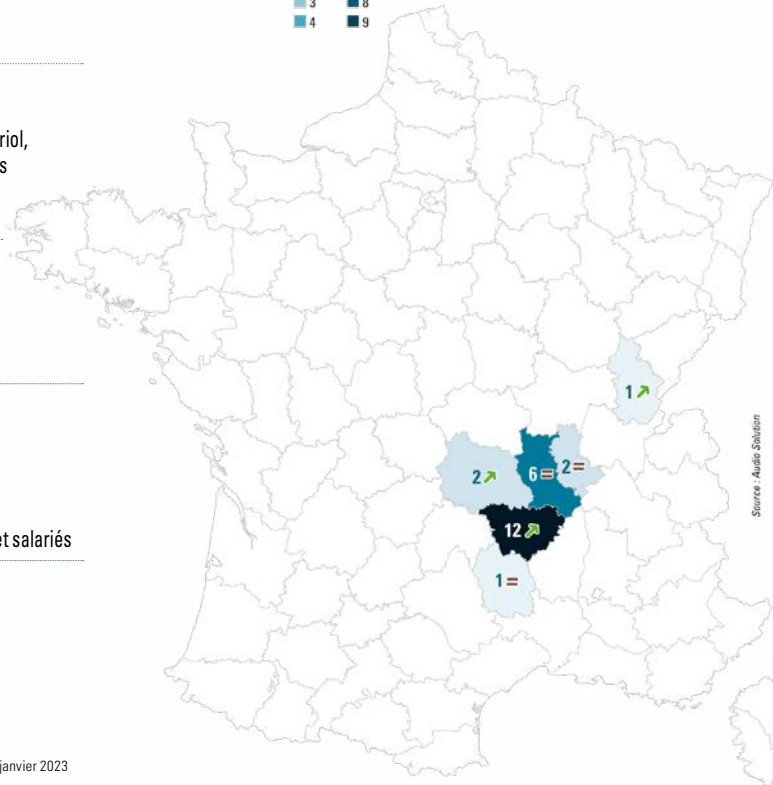 3 8
4 9
riol,
s
et salariés
janvier 2023
1
2
6 =
2 =
12
1 =
Source : Audio Solution